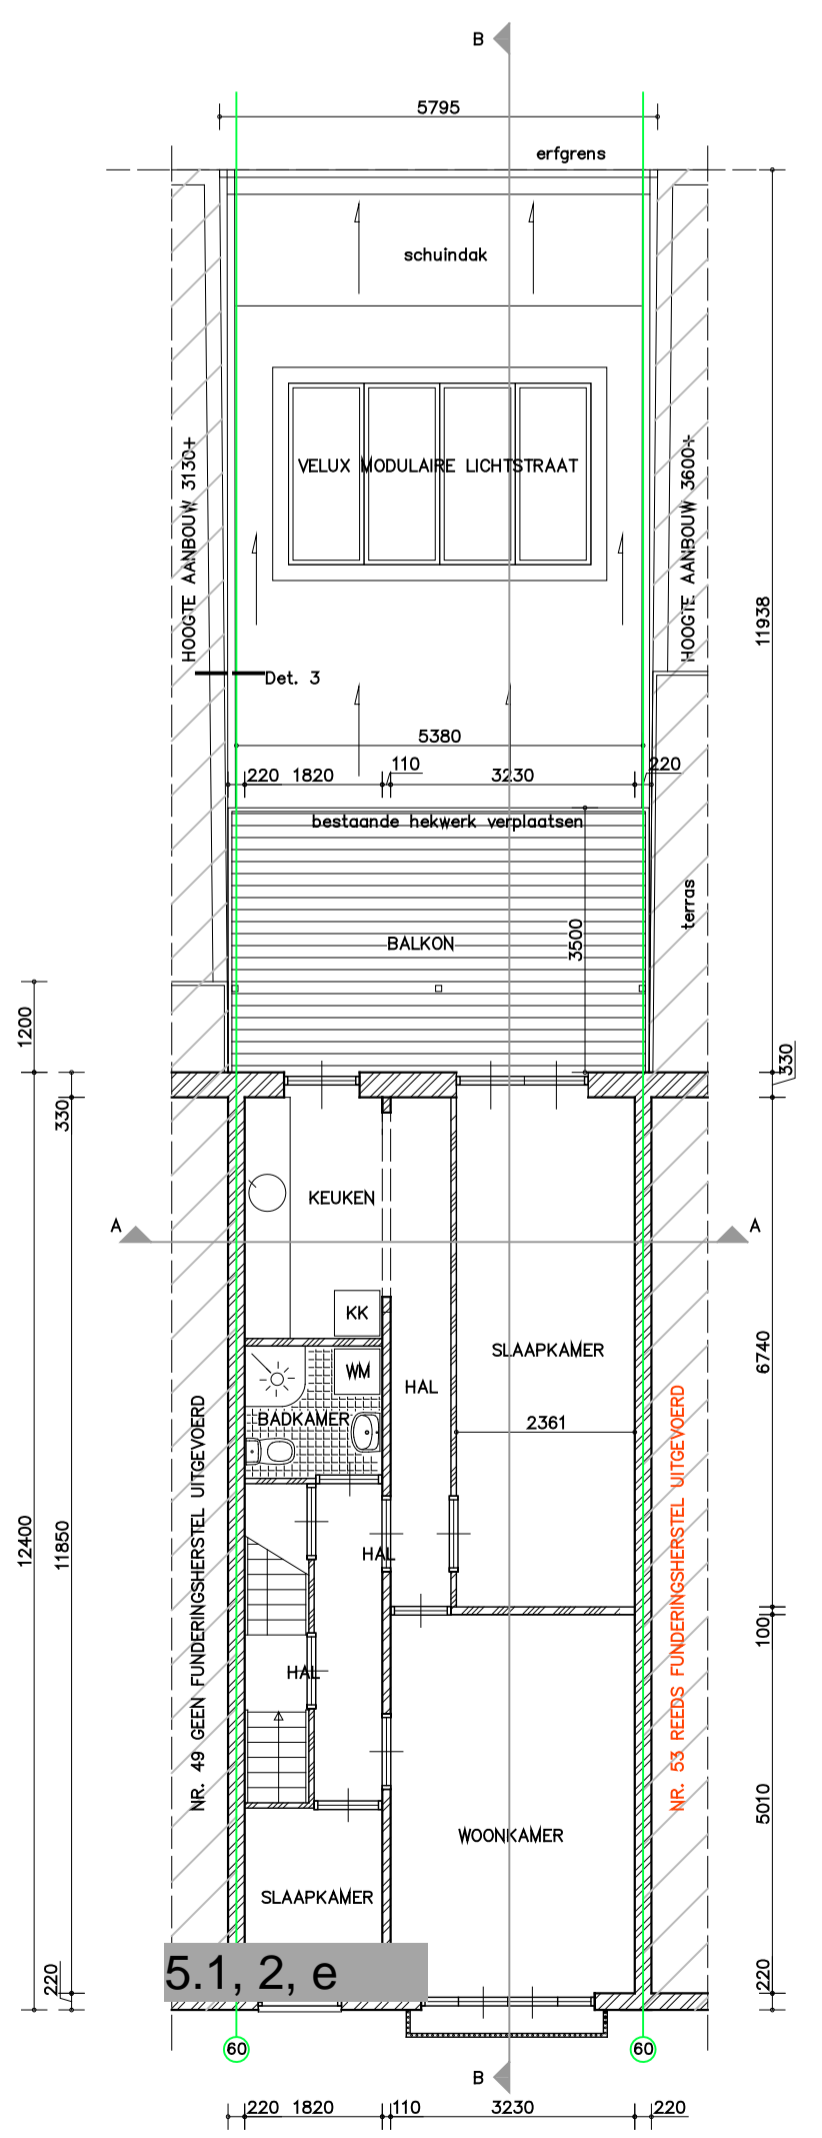 B
5795
erfgrens
schuindak
HOOGTE AANBOUW 3130+
VELUX MODULAIRE LICHTSTRAAT
HOOGTE AANBOUW 3600+
11938
Det. 3
5380
220 1820 110 3230 220
bestaande hekwerk verplaatsen
BALKON
3500
terras
1200
330
330
KEUKEN
A
A
KK
SLAAPKAMER
6740
WM
HAL
BADKAMER
2361
12400
11850
NR. 49 GEEN FUNDERINGSHERSTEL UITGEVOERD
NR. 53 REEDS FUNDERINGSHERSTEL UITGEVOERD
HAL
100
HAL
5010
WOONKAMER
SLAAPKAMER
5.1, 2, e
220
220
60
60
B
220 1820 110 3230 220